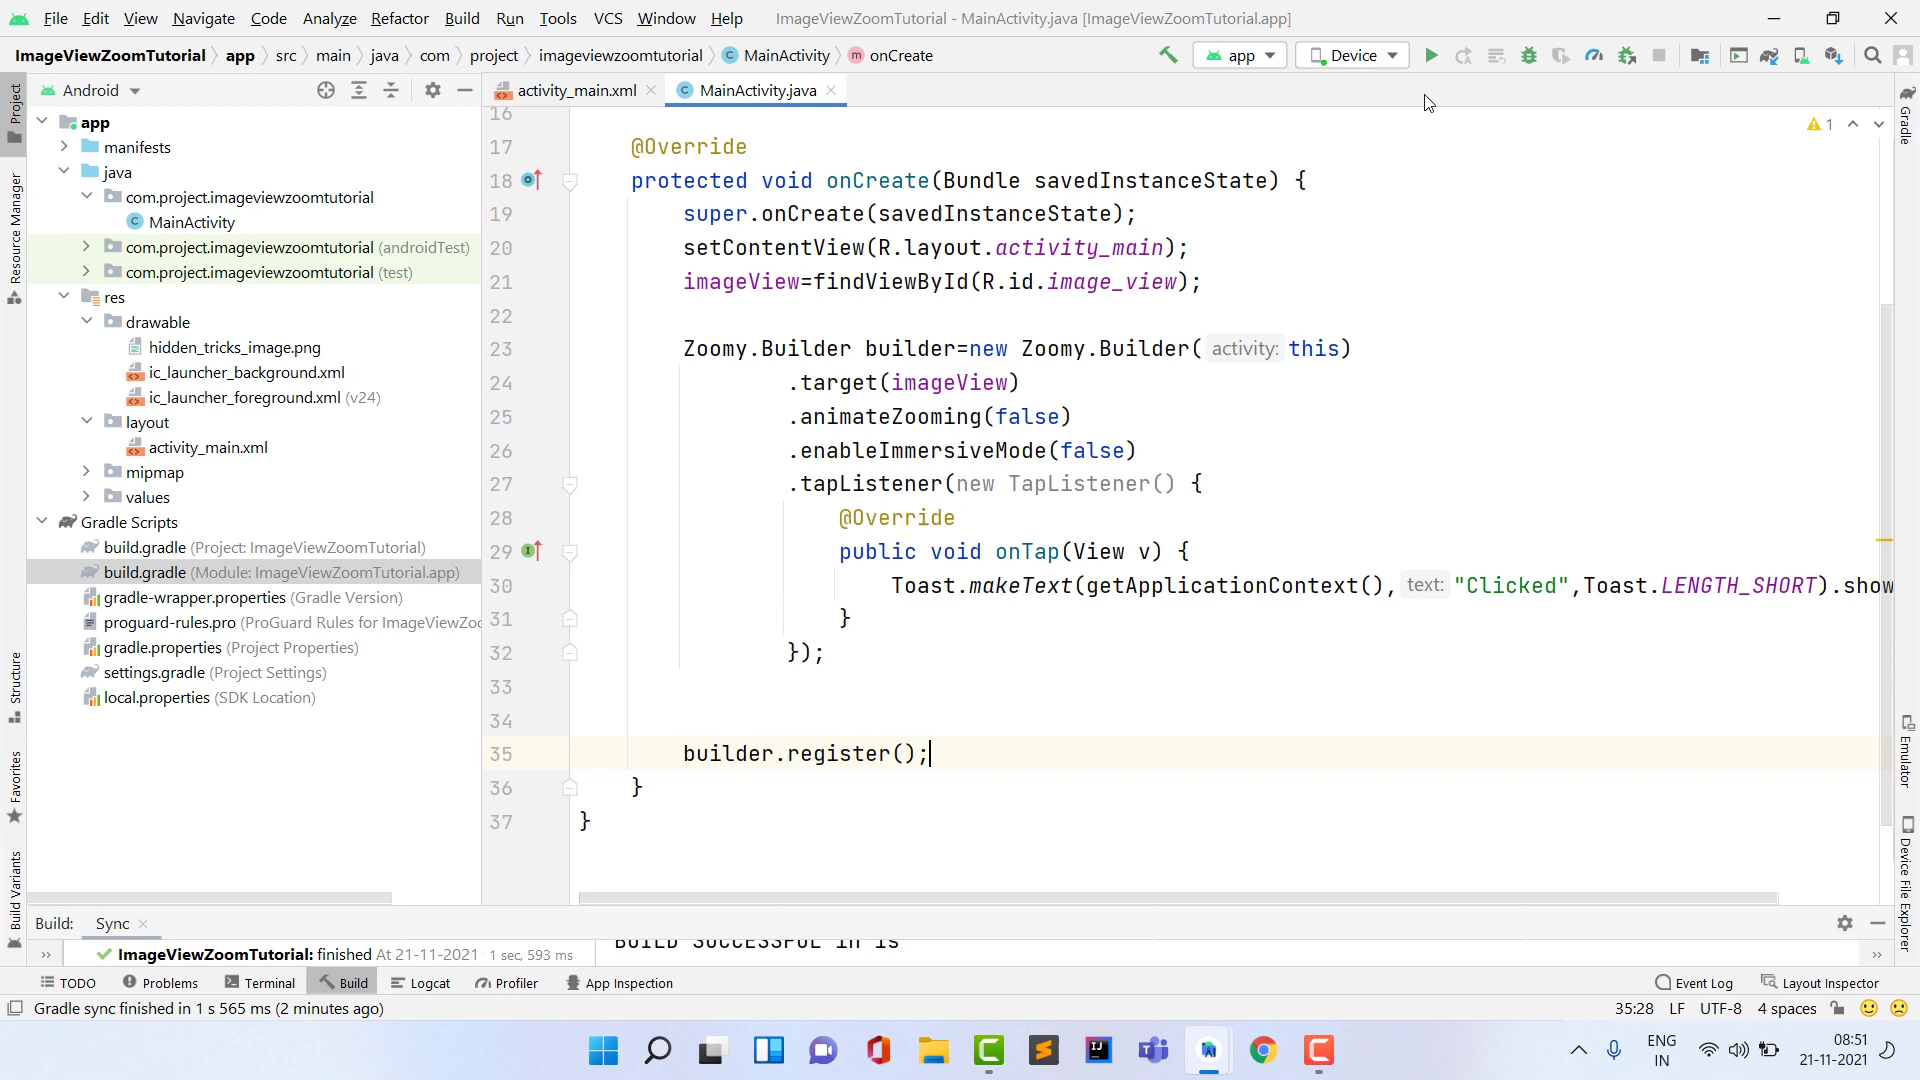 File Edit View Navigate Code Analyze Refactor Build Run Tools VCS Window Help ImageViewZoomTutorial - MainActivity.java [ImageViewZoomTutorial.app]
ImageViewZoomTutorial app src main java com project imageviewzoomtutorial MainActivity onCreate app Device
Android
activity_main.xml MainActivity.java
app
manifests
java
com.project.imageviewzoomtutorial
MainActivity
com.project.imageviewzoomtutorial (androidTest)
com.project.imageviewzoomtutorial (test)
res
drawable
hidden_tricks_image.png
ic_launcher_background.xml
ic_launcher_foreground.xml (v24)
layout
activity_main.xml
mipmap
values
Gradle Scripts
build.gradle (Project: ImageViewZoomTutorial)
build.gradle (Module: ImageViewZoomTutorial.app)
gradle-wrapper.properties (Gradle Version)
proguard-rules.pro (ProGuard Rules for ImageViewZoo
gradle.properties (Project Properties)
settings.gradle (Project Settings)
local.properties (SDK Location)
Project
Resource Manager
Structure
Favorites
Build Variants
1
16
17 @Override
18 protected void onCreate(Bundle savedInstanceState) {
19 super.onCreate(savedInstanceState);
20 setContentView(R.layout.activity_main);
21 imageView=findViewById(R.id.image_view);
22
23 Zoomy.Builder builder=new Zoomy.Builder( activity: this)
24 .target(imageView)
25 .animateZooming(false)
26 .enableImmersiveMode(false)
27 .tapListener(new TapListener() {
28 @Override
29 public void onTap(View v) {
30 Toast.makeText(getApplicationContext(), text: "Clicked",Toast.LENGTH_SHORT).show
31 }
32 });
33
34
35 builder.register();
36 }
37 }
Gradle
Emulator
Device File Explorer
Build: Sync
ImageViewZoomTutorial: finished At 21-11-2021 1 sec, 593 ms
BUILD SUCCESSFUL in 1s
TODO Problems Terminal Build Logcat Profiler App Inspection Event Log Layout Inspector
Gradle sync finished in 1 s 565 ms (2 minutes ago) 35:28 LF UTF-8 4 spaces
ENG
IN
08:51
21-11-2021